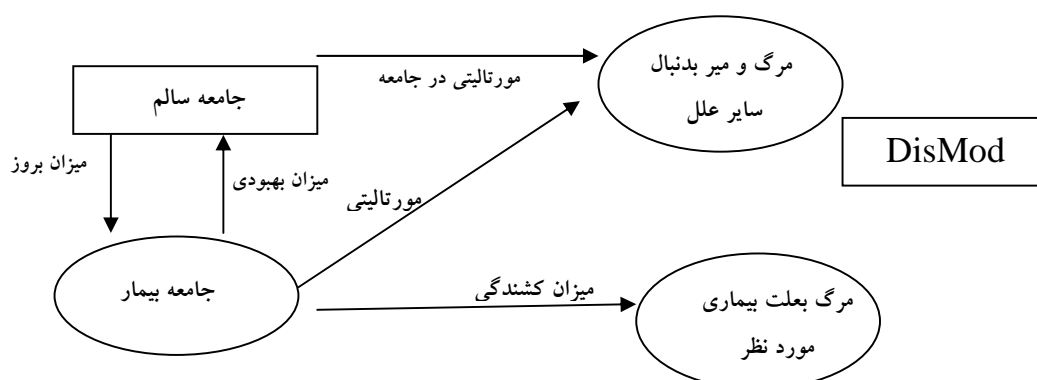 مرگ و میر بدنبال
سایر علل
مورتالیتی در جامعه
جامعه سالم
DisMod
میزان بروز
میزان بهبودی
مورتالیتی
جامعه بیمار
میزان کشندگی
مرگ بعلت بیماری
مورد نظر